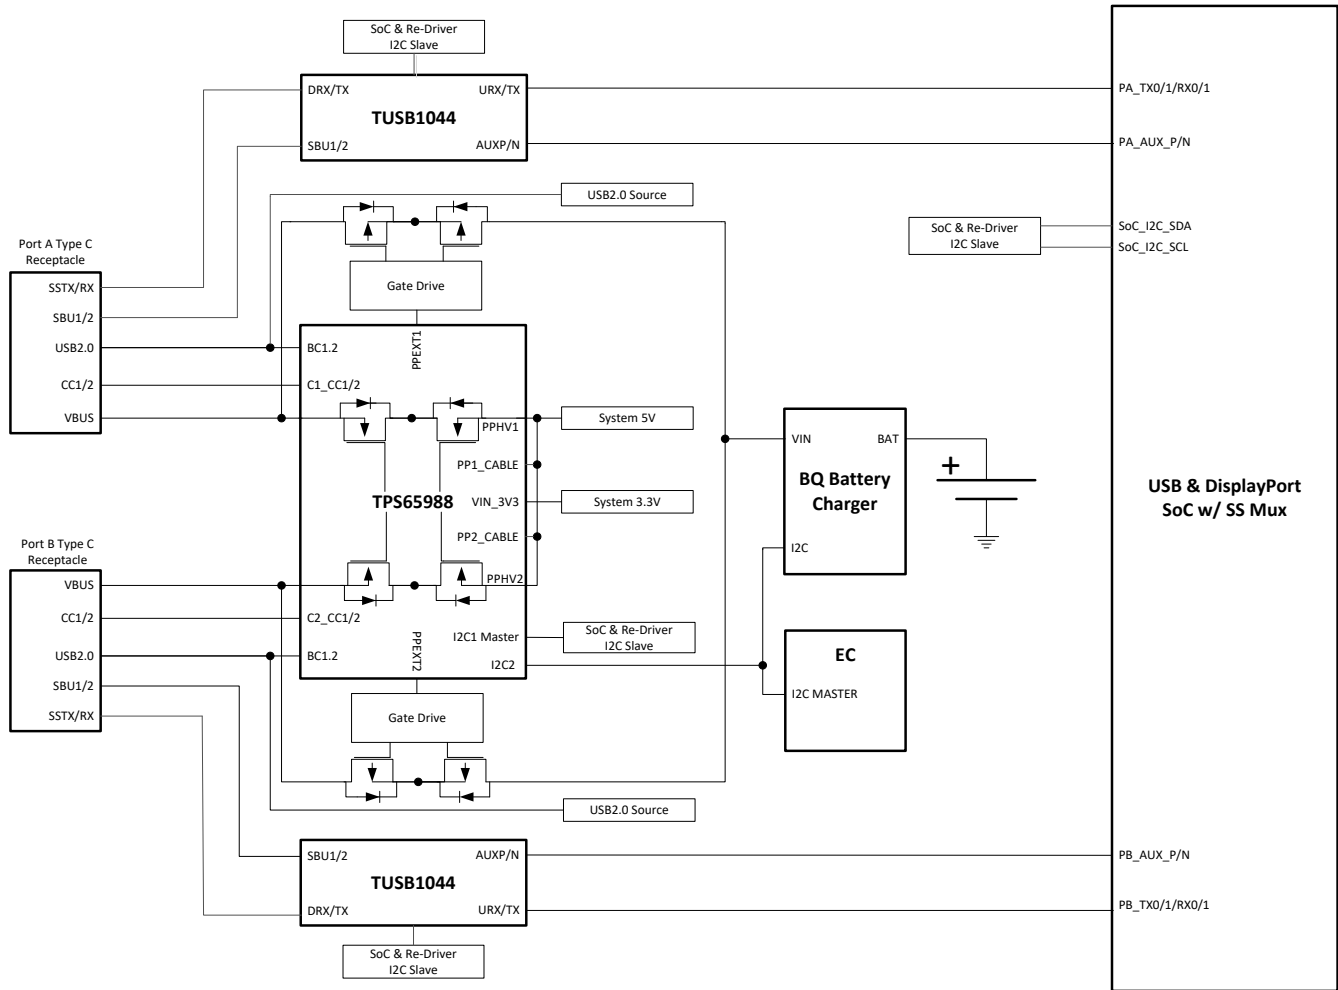 SoC & Re-Driver
I2C Slave
DRX/TX
URX/TX
TUSB1044
SBU1/2
AUXP/N
PA_TX0/1/RX0/1
PA_AUX_P/N
USB2.0 Source
SoC & Re-Driver
I2C Slave
SoC_I2C_SDA
SoC_I2C_SCL
Port A Type C
Receptacle
SSTX/RX
SBU1/2
USB2.0
CC1/2
VBUS
Gate Drive
PPEXT1
BC1.2
C1_CC1/2
PPHV1
System 5V
PP1_CABLE
TPS65988
VIN_3V3
System 3.3V
PP2_CABLE
PPHV2
VIN
BAT
BQ Battery
Charger
I2C
+
USB & DisplayPort
SoC w/ SS Mux
Port B Type C
Receptacle
VBUS
CC1/2
USB2.0
SBU1/2
SSTX/RX
C2_CC1/2
BC1.2
PPEXT2
I2C1 Master
I2C2
SoC & Re-Driver
I2C Slave
EC
I2C MASTER
Gate Drive
USB2.0 Source
SBU1/2
AUXP/N
TUSB1044
DRX/TX
URX/TX
PB_AUX_P/N
PB_TX0/1/RX0/1
SoC & Re-Driver
I2C Slave